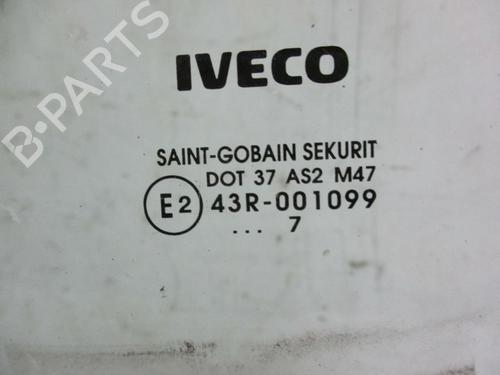 B-PARTS
IVECO
SAINT-GOBAIN SEKURIT
DOT 37 AS2 M47
E2 43R-001099
... 7